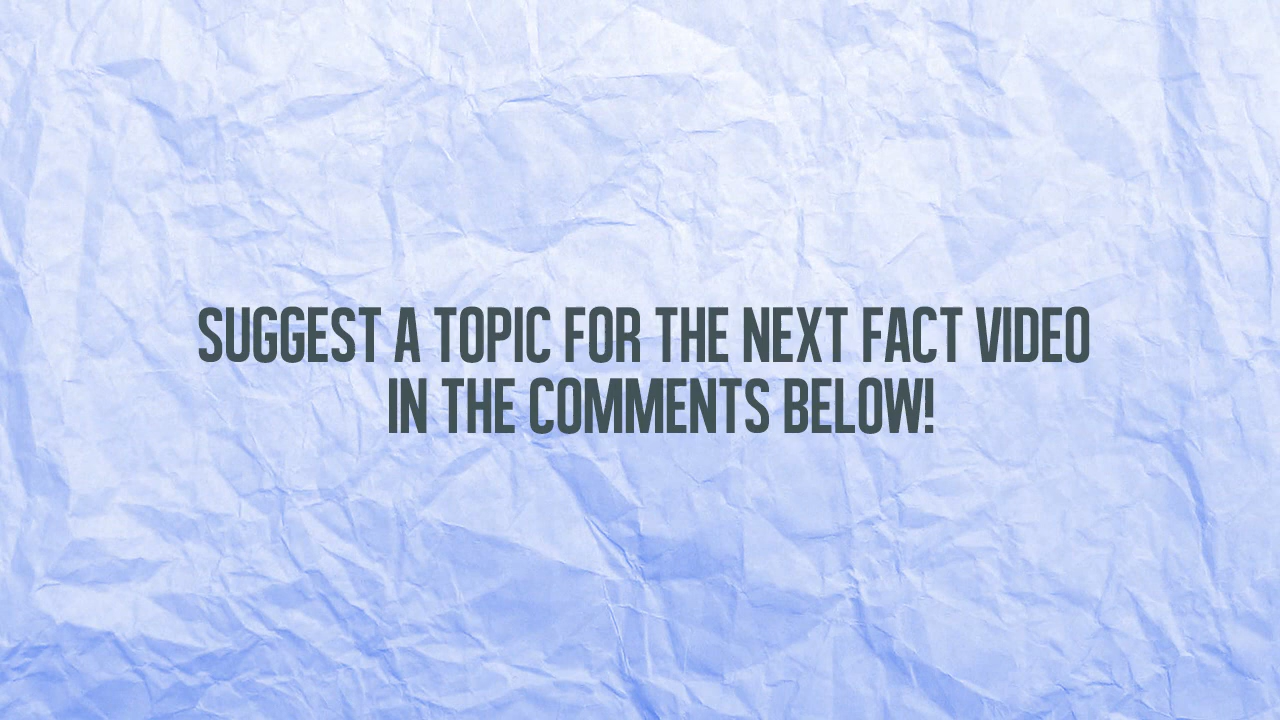 SUGGEST A TOPIC FOR THE NEXT FACT VIDEO
IN THE COMMENTS BELOW!